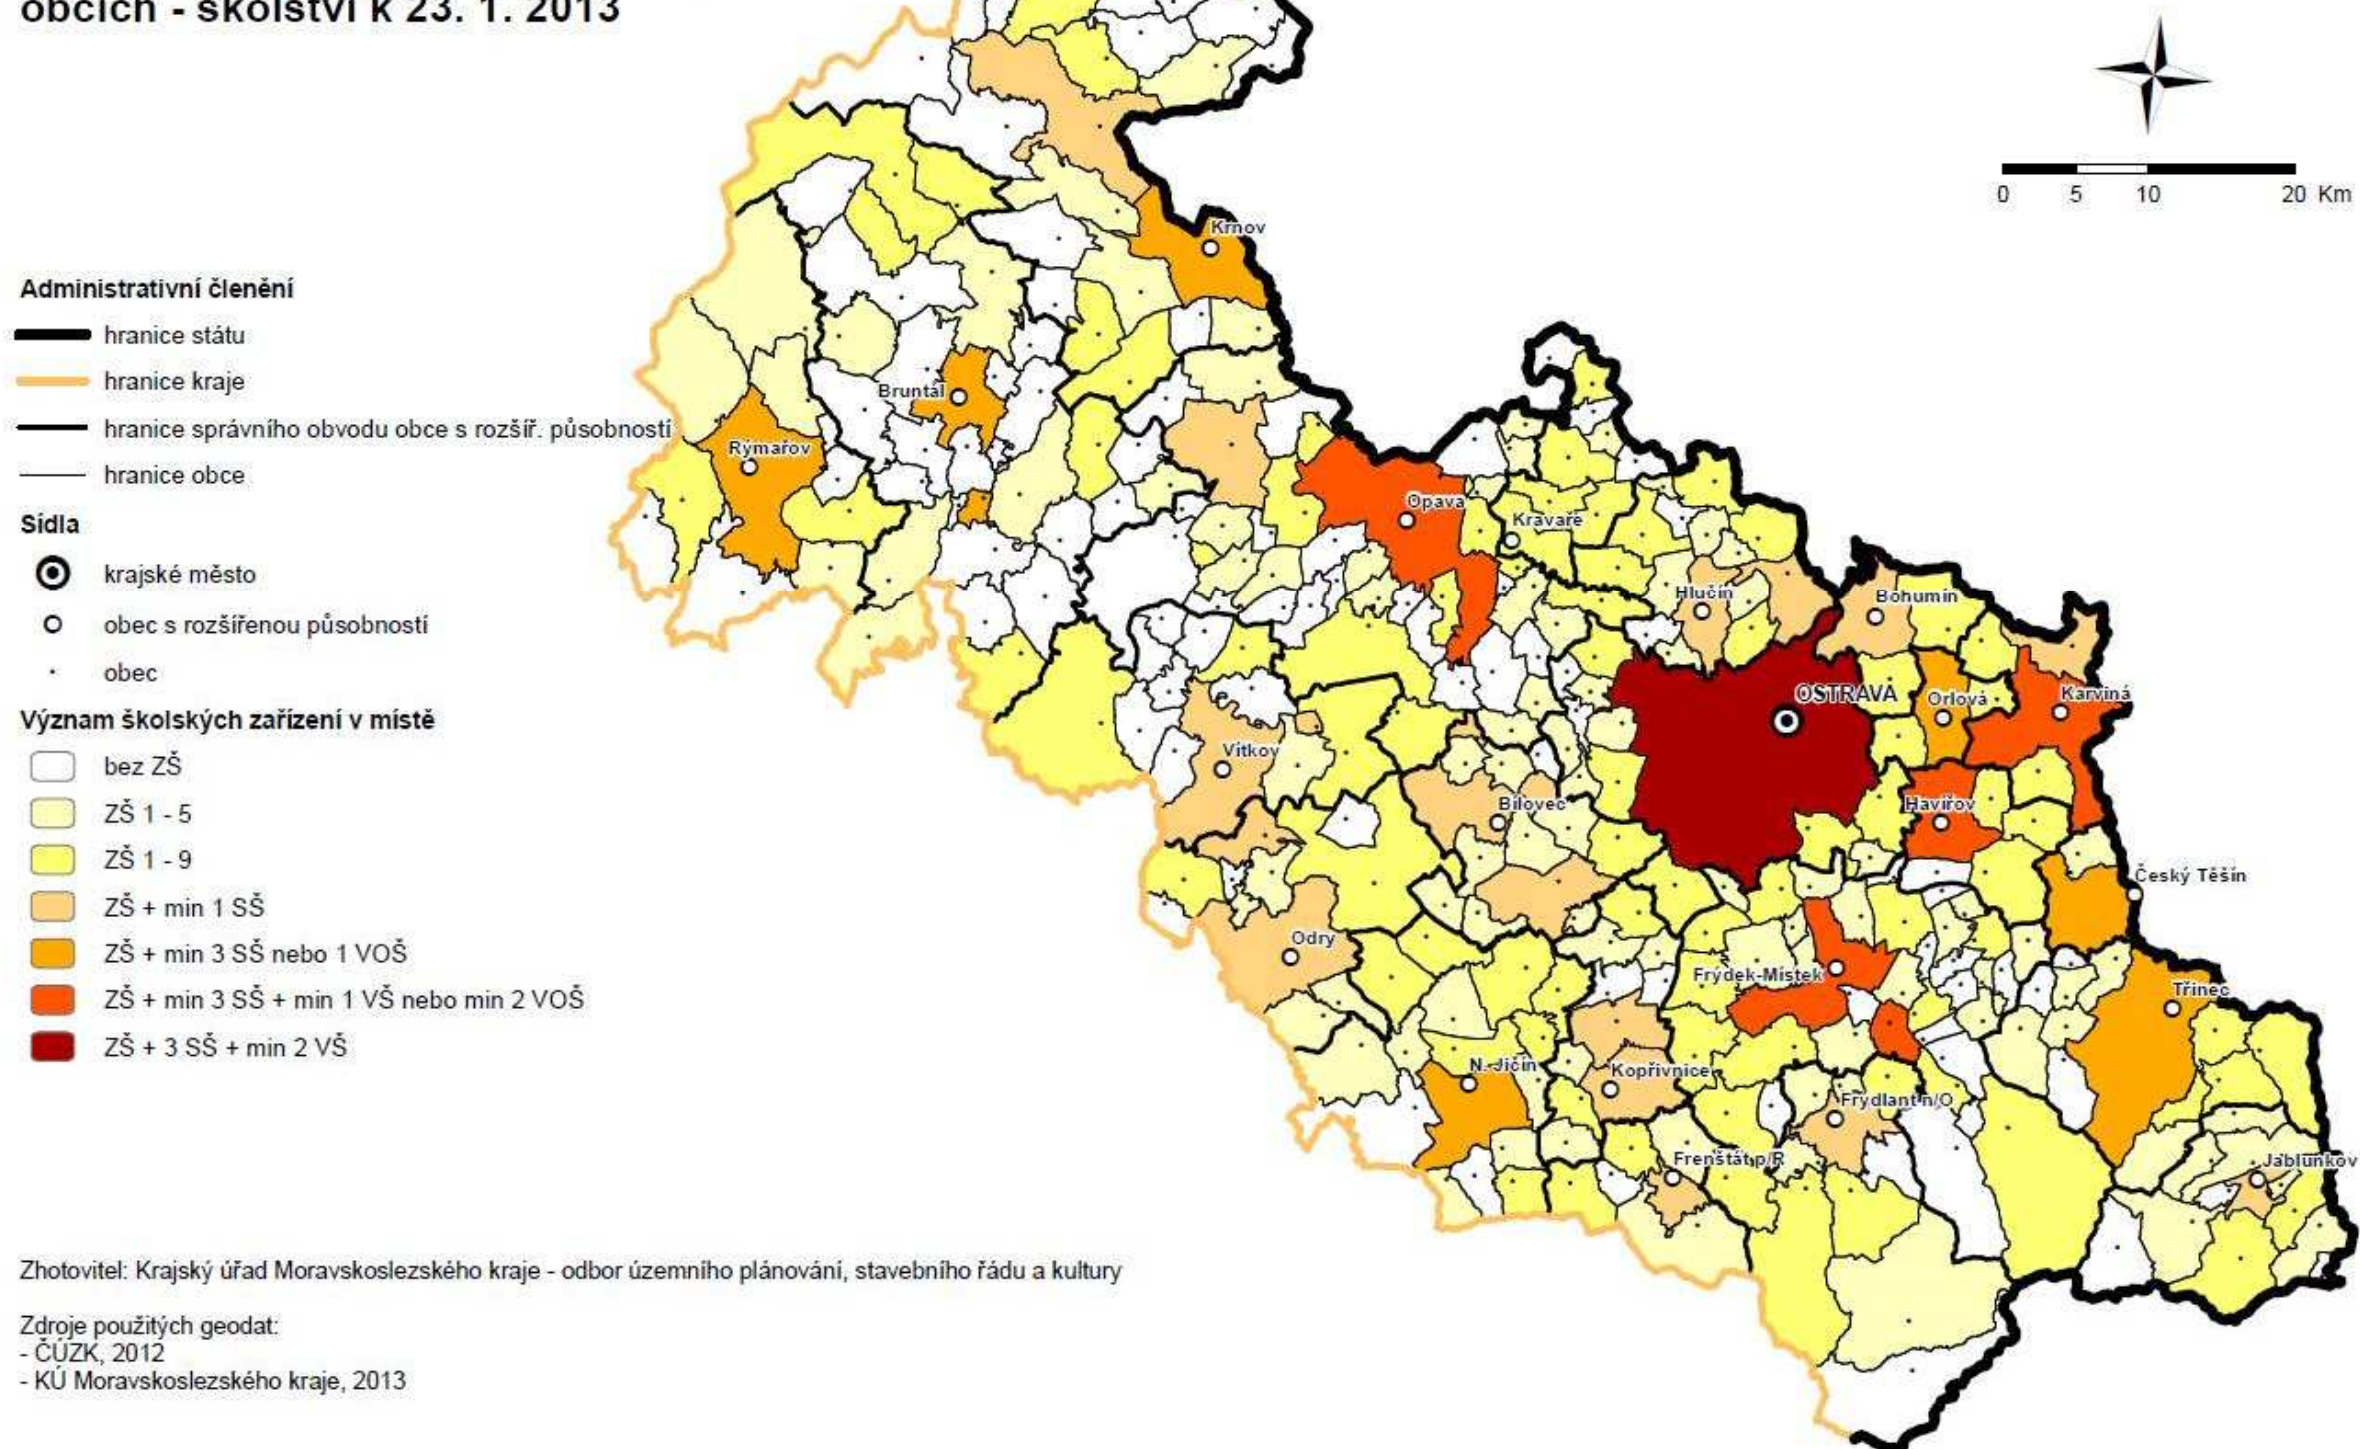 obcích - školství k 23. 1. 2013
0 5 10 20 Km
Administrativní členění
hranice státu
hranice kraje
hranice správního obvodu obce s rozšíř. působností
hranice obce
Sídla
krajské město
obec s rozšířenou působností
obec
Význam školských zařízení v místě
bez ZŠ
ZŠ 1 - 5
ZŠ 1 - 9
ZŠ + min 1 SŠ
ZŠ + min 3 SŠ nebo 1 VOŠ
ZŠ + min 3 SŠ + min 1 VŠ nebo min 2 VOŠ
ZŠ + 3 SŠ + min 2 VŠ
Krnov
Bruntál
Rýmařov
Opava
Kravaře
Hlučín
Bohumín
OSTRAVA
Orlová
Karviná
Vítkov
Bílovec
Havířov
Český Těšín
Odry
Frýdek-Místek
Třinec
N. Jičín
Kopřivnice
Frýdlant n/O
Frenštát p/R
Jablunkov
Zhotovitel: Krajský úřad Moravskoslezského kraje - odbor územního plánování, stavebního řádu a kultury
Zdroje použitých geodat:
- ČÚZK, 2012
- KÚ Moravskoslezského kraje, 2013